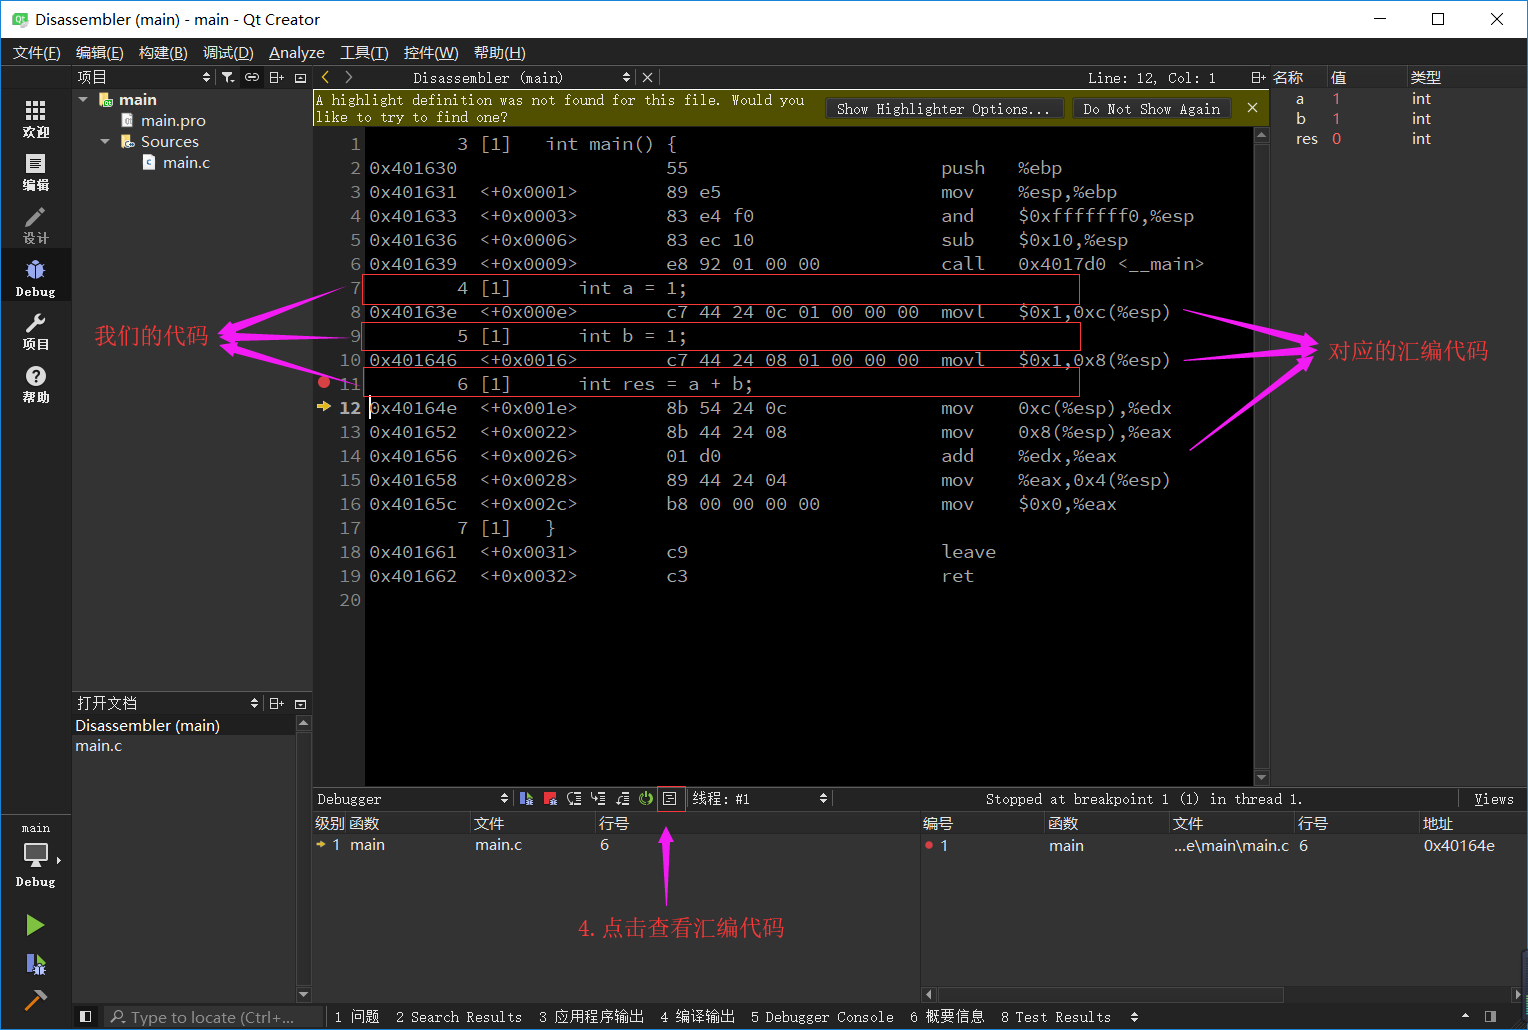 Disassembler (main) - main - Qt Creator
文件(F) 编辑(E) 构建(B) 调试(D) Analyze 工具(T) 控件(W) 帮助(H)
项目
Disassembler (main)
Line: 12, Col: 1
名称 值 类型
main
main.pro
Sources
main.c
A highlight definition was not found for this file. Would you
like to try to find one?
Show Highlighter Options...
Do Not Show Again
a 1 int
b 1 int
res 0 int
欢迎
编辑
设计
Debug
项目
帮助
1 3 [1] int main() {
2 0x401630 55 push %ebp
3 0x401631 <+0x0001> 89 e5 mov %esp,%ebp
4 0x401633 <+0x0003> 83 e4 f0 and $0xfffffff0,%esp
5 0x401636 <+0x0006> 83 ec 10 sub $0x10,%esp
6 0x401639 <+0x0009> e8 92 01 00 00 call 0x4017d0 <__main>
7 4 [1] int a = 1;
8 0x40163e <+0x000e> c7 44 24 0c 01 00 00 00 movl $0x1,0xc(%esp)
9 5 [1] int b = 1;
10 0x401646 <+0x0016> c7 44 24 08 01 00 00 00 movl $0x1,0x8(%esp)
11 6 [1] int res = a + b;
12 0x40164e <+0x001e> 8b 54 24 0c mov 0xc(%esp),%edx
13 0x401652 <+0x0022> 8b 44 24 08 mov 0x8(%esp),%eax
14 0x401656 <+0x0026> 01 d0 add %edx,%eax
15 0x401658 <+0x0028> 89 44 24 04 mov %eax,0x4(%esp)
16 0x40165c <+0x002c> b8 00 00 00 00 mov $0x0,%eax
17 7 [1] }
18 0x401661 <+0x0031> c9 leave
19 0x401662 <+0x0032> c3 ret
20
我们的代码
对应的汇编代码
打开文档
Disassembler (main)
main.c
Debugger
线程: #1
Stopped at breakpoint 1 (1) in thread 1.
Views
级别 函数 文件 行号
1 main main.c 6
编号 函数 文件 行号 地址
1 main ...e\main\main.c 6 0x40164e
4. 点击查看汇编代码
main
Debug
Type to locate (Ctrl+...
1 问题 2 Search Results 3 应用程序输出 4 编译输出 5 Debugger Console 6 概要信息 8 Test Results